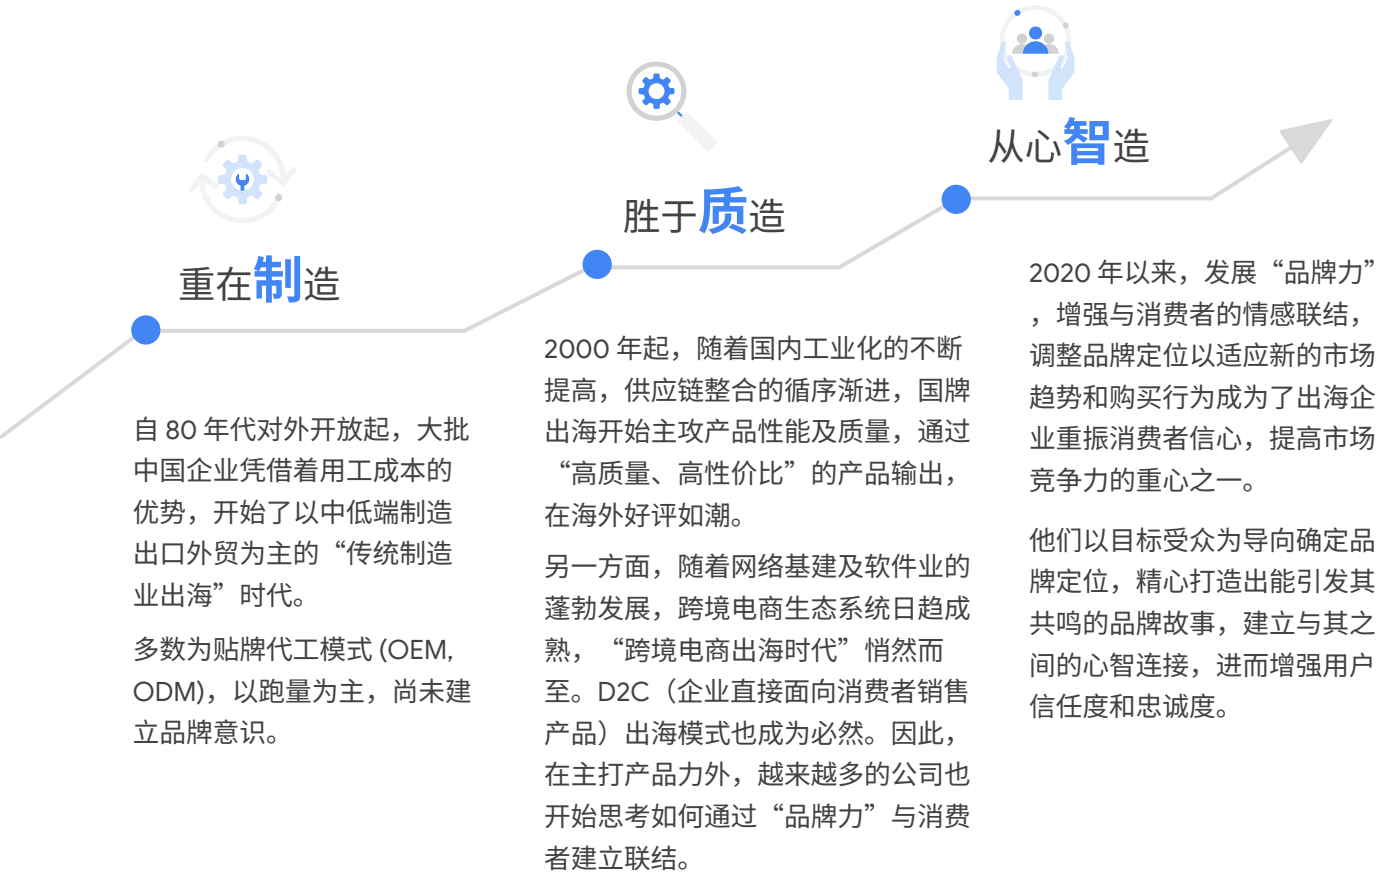 重在制造
自 80 年代对外开放起，大批
中国企业凭借着用工成本的
优势，开始了以中低端制造
出口外贸为主的“传统制造
业出海”时代。
多数为贴牌代工模式 (OEM,
ODM)，以跑量为主，尚未建
立品牌意识。
胜于质造
2000 年起，随着国内工业化的不断
提高，供应链整合的循序渐进，国牌
出海开始主攻产品性能及质量，通过
“高质量、高性价比”的产品输出，
在海外好评如潮。
另一方面，随着网络基建及软件业的
蓬勃发展，跨境电商生态系统日趋成
熟，“跨境电商出海时代”悄然而
至。D2C（企业直接面向消费者销售
产品）出海模式也成为必然。因此，
在主打产品力外，越来越多的公司也
开始思考如何通过“品牌力”与消费
者建立联结。
从心智造
2020 年以来，发展“品牌力”
，增强与消费者的情感联结，
调整品牌定位以适应新的市场
趋势和购买行为成为了出海企
业重振消费者信心，提高市场
竞争力的重心之一。
他们以目标受众为导向确定品
牌定位，精心打造出能引发其
共鸣的品牌故事，建立与其之
间的心智连接，进而增强用户
信任度和忠诚度。